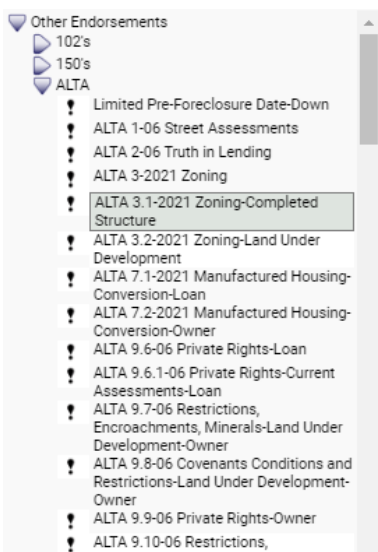 Other Endorsements
102's
150's
ALTA
Limited Pre-Foreclosure Date-Down
ALTA 1-06 Street Assessments
ALTA 2-06 Truth in Lending
ALTA 3-2021 Zoning
ALTA 3.1-2021 Zoning-Completed
Structure
ALTA 3.2-2021 Zoning-Land Under
Development
ALTA 7.1-2021 Manufactured Housing-
Conversion-Loan
ALTA 7.2-2021 Manufactured Housing-
Conversion-Owner
ALTA 9.6-06 Private Rights-Loan
ALTA 9.6.1-06 Private Rights-Current
Assessments-Loan
ALTA 9.7-06 Restrictions,
Encroachments, Minerals-Land Under
Development-Owner
ALTA 9.8-06 Covenants Conditions and
Restrictions-Land Under Development-
Owner
ALTA 9.9-06 Private Rights-Owner
ALTA 9.10-06 Restrictions,